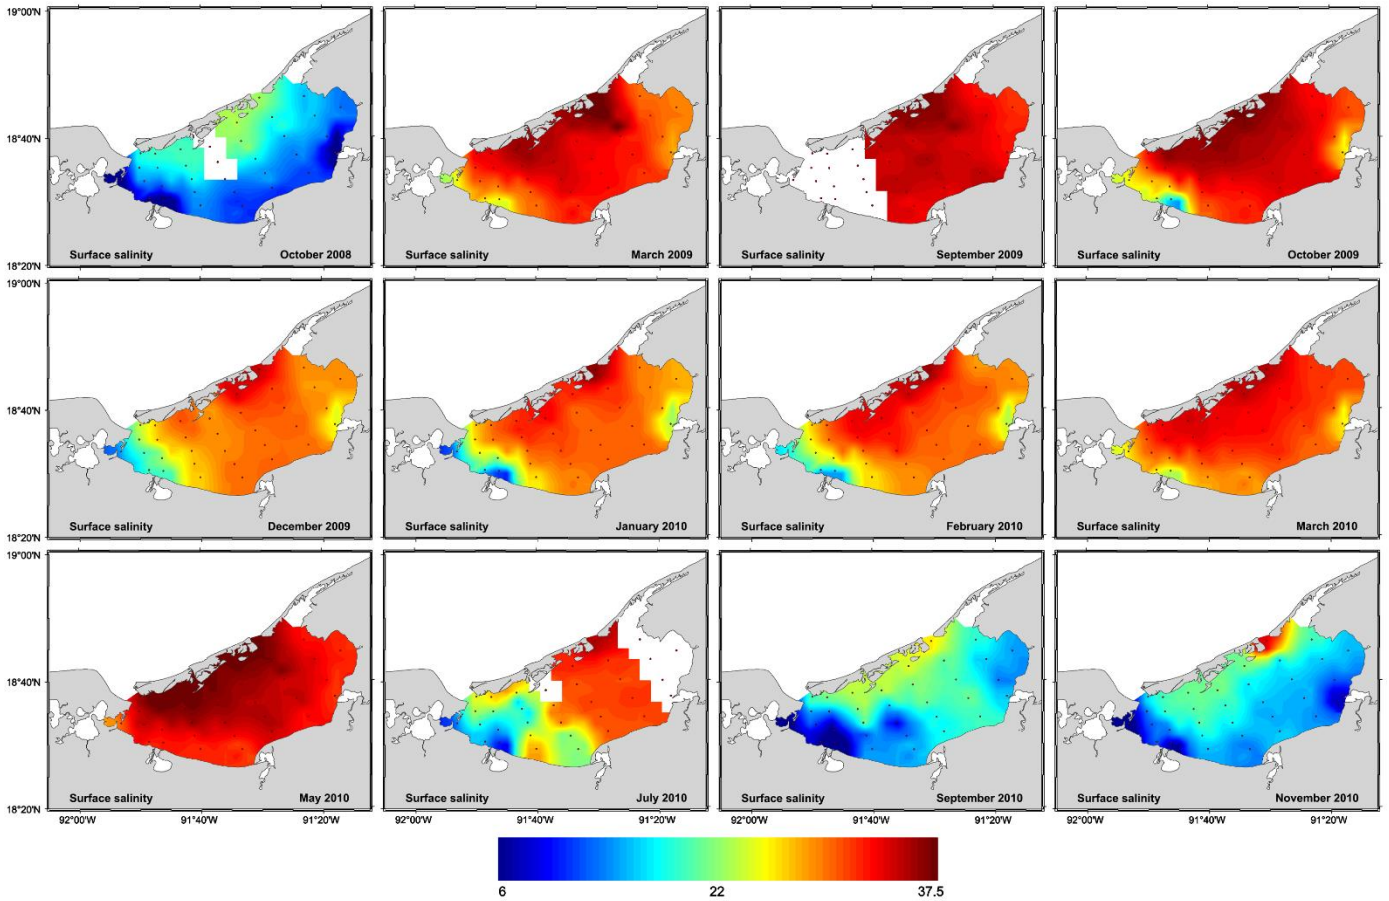 19°00'N
18°40'N
18°20'N
Surface salinity October 2008
Surface salinity March 2009
Surface salinity September 2009
Surface salinity October 2009
19°00'N
18°40'N
18°20'N
Surface salinity December 2009
Surface salinity January 2010
Surface salinity February 2010
Surface salinity March 2010
19°00'N
18°40'N
18°20'N
Surface salinity May 2010
Surface salinity July 2010
Surface salinity September 2010
Surface salinity November 2010
92°00'W 91°40'W 91°20'W 92°00'W 91°40'W 91°20'W 92°00'W 91°40'W 91°20'W 92°00'W 91°40'W 91°20'W
6 22 37.5